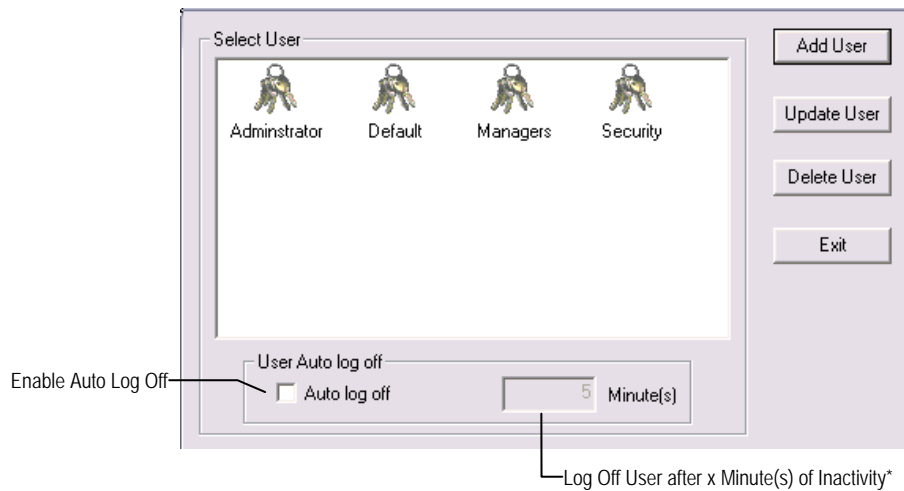 Select User
Add User
Adminstrator Default Managers Security
Update User
Delete User
Exit
User Auto log off
Enable Auto Log Off
Auto log off 5 Minute(s)
Log Off User after x Minute(s) of Inactivity*